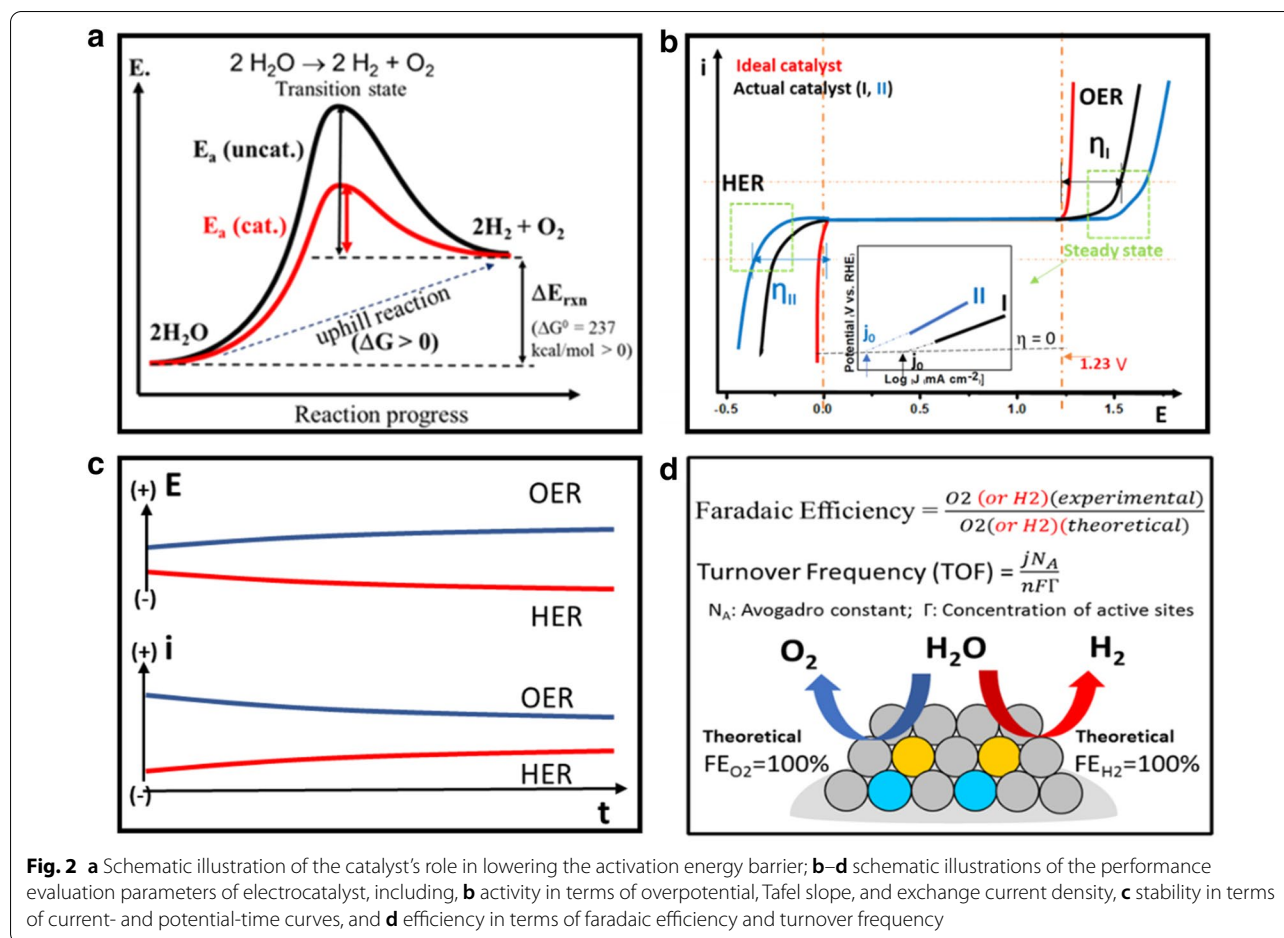 a
E.
2 H₂O → 2 H₂ + O₂
Transition state
Eₐ (uncat.)
Eₐ (cat.)
2H₂ + O₂
2H₂O
uphill reaction
(ΔG > 0)
ΔEᵣₓₙ
(ΔG⁰ = 237
kcal/mol > 0)
Reaction progress
b
i
Ideal catalyst
Actual catalyst (I, II)
OER
ηI
HER
ηII
Steady state
Potential (V vs. RHE)
II
I
j₀
j₀
η = 0
Log [J (mA cm⁻²)]
1.23 V
-0.5
0.0
0.5
1.0
1.5
E
c
(+) E
OER
(-)
HER
(+) i
OER
HER
(-)
t
d
Faradaic Efficiency = O2 (or H2)(experimental) / O2(or H2)(theoretical)
Turnover Frequency (TOF) = jN_A / nFΓ
N_A: Avogadro constant; Γ: Concentration of active sites
O₂
H₂O
H₂
Theoretical
FE_O2=100%
Theoretical
FE_H2=100%
Fig. 2 a Schematic illustration of the catalyst's role in lowering the activation energy barrier; b–d schematic illustrations of the performance
evaluation parameters of electrocatalyst, including, b activity in terms of overpotential, Tafel slope, and exchange current density, c stability in terms
of current- and potential-time curves, and d efficiency in terms of faradaic efficiency and turnover frequency